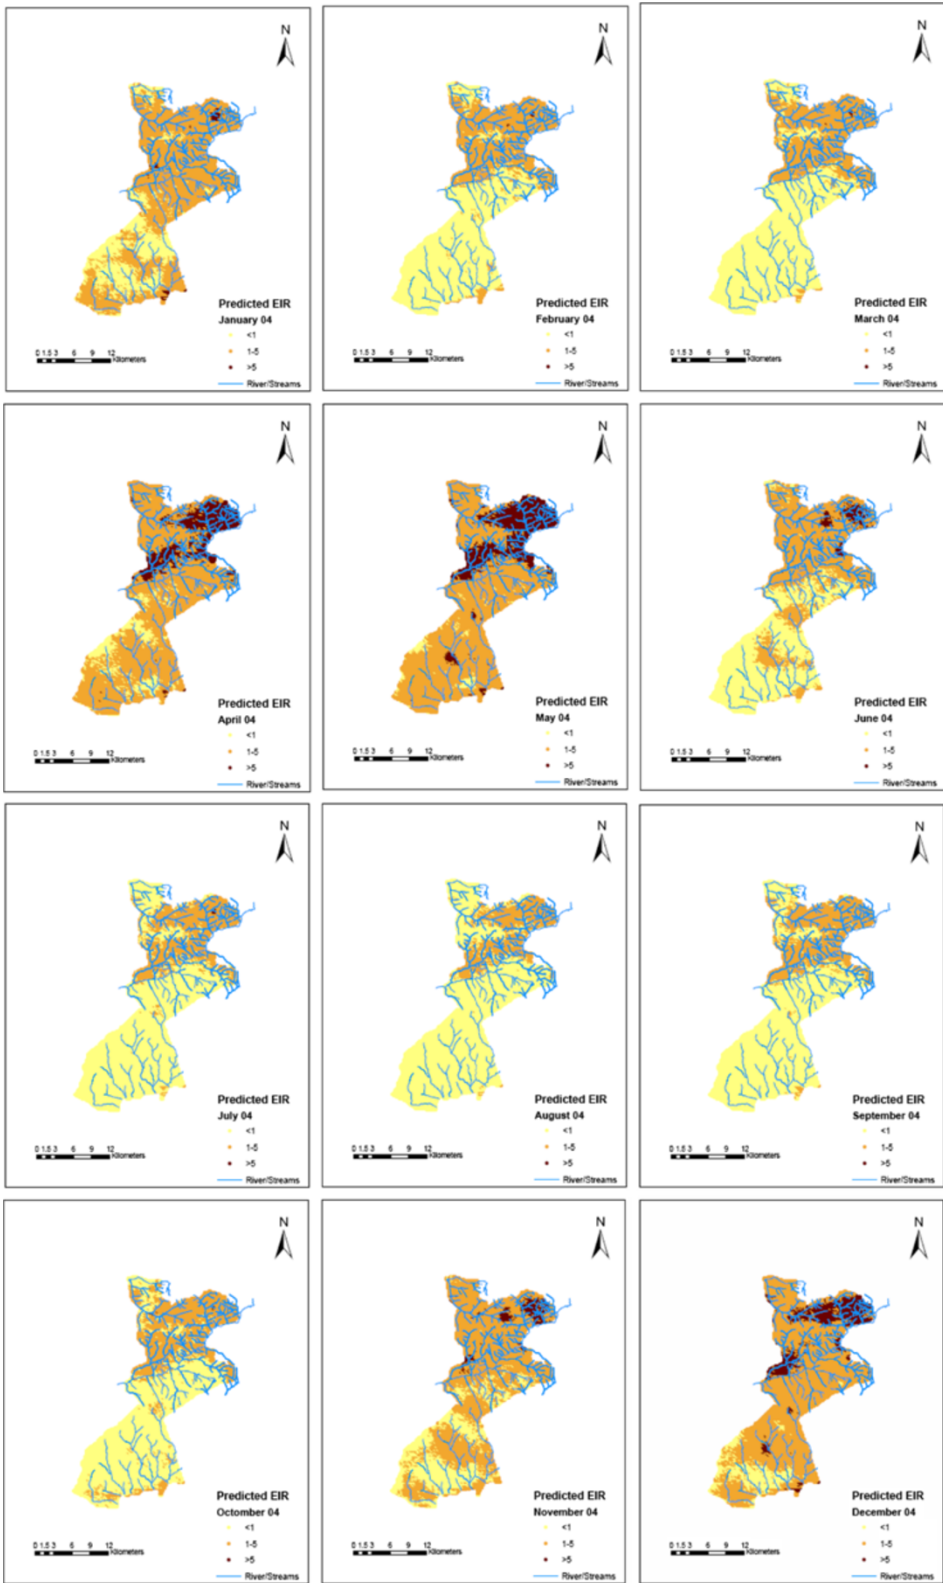 N
Predicted EIR
January 04
<1
1-5
>5
River/Streams
0 1.5 3 6 9 12
Kilometers
N
Predicted EIR
February 04
<1
1-5
>5
River/Streams
0 1.5 3 6 9 12
Kilometers
N
Predicted EIR
March 04
<1
1-5
>5
River/Streams
0 1.5 3 6 9 12
Kilometers
N
Predicted EIR
April 04
<1
1-5
>5
River/Streams
0 1.5 3 6 9 12
Kilometers
N
Predicted EIR
May 04
<1
1-5
>5
River/Streams
0 1.5 3 6 9 12
Kilometers
N
Predicted EIR
June 04
<1
1-5
>5
River/Streams
0 1.5 3 6 9 12
Kilometers
N
Predicted EIR
July 04
<1
1-5
>5
River/Streams
0 1.5 3 6 9 12
Kilometers
N
Predicted EIR
August 04
<1
1-5
>5
River/Streams
0 1.5 3 6 9 12
Kilometers
N
Predicted EIR
September 04
<1
1-5
>5
River/Streams
0 1.5 3 6 9 12
Kilometers
N
Predicted EIR
Octomber 04
<1
1-5
>5
River/Streams
0 1.5 3 6 9 12
Kilometers
N
Predicted EIR
November 04
<1
1-5
>5
River/Streams
0 1.5 3 6 9 12
Kilometers
N
Predicted EIR
December 04
<1
1-5
>5
River/Streams
0 1.5 3 6 9 12
Kilometers